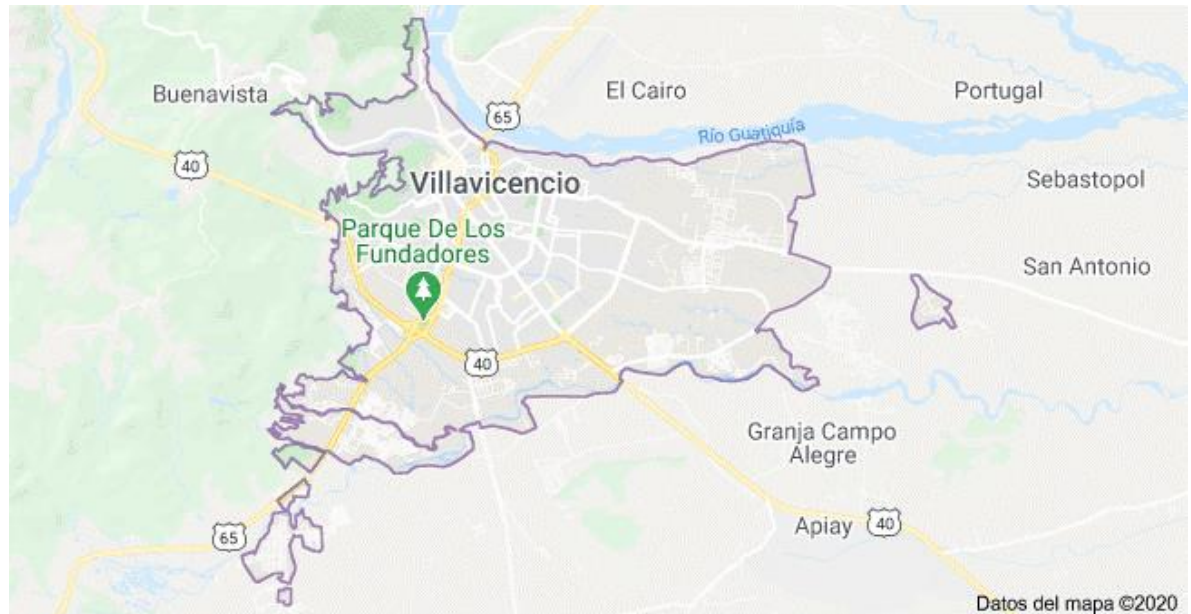 Buenavista
El Cairo
Portugal
65
Río Guatiquía
40
Villavicencio
Sebastopol
Parque De Los
Fundadores
San Antonio
40
Granja Campo
Alegre
65
Apiay
40
Datos del mapa ©2020